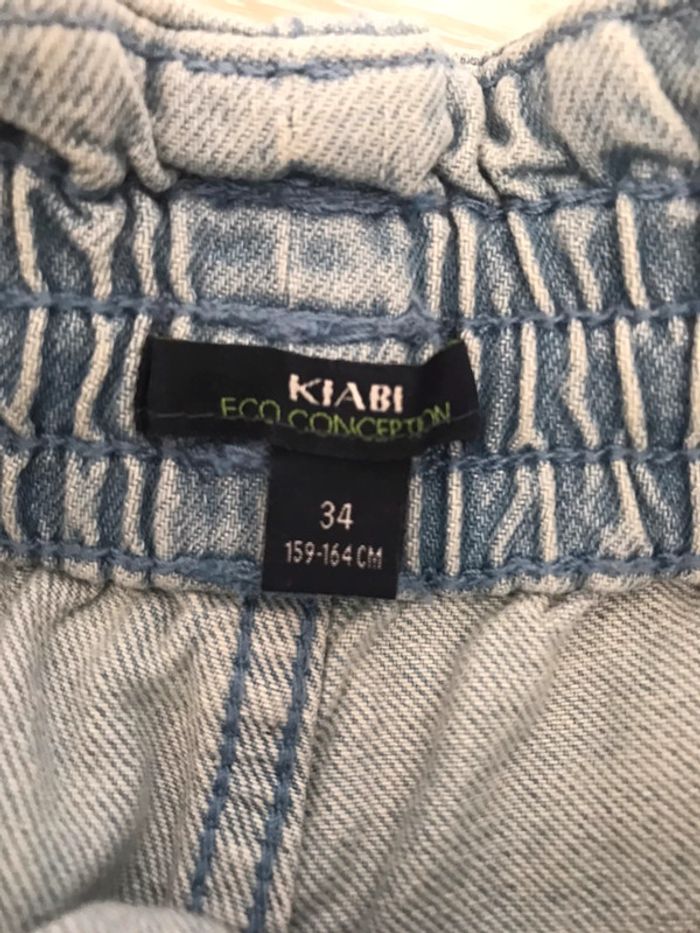 KIABI
ECO CONCEPTION
34
159-164 CM